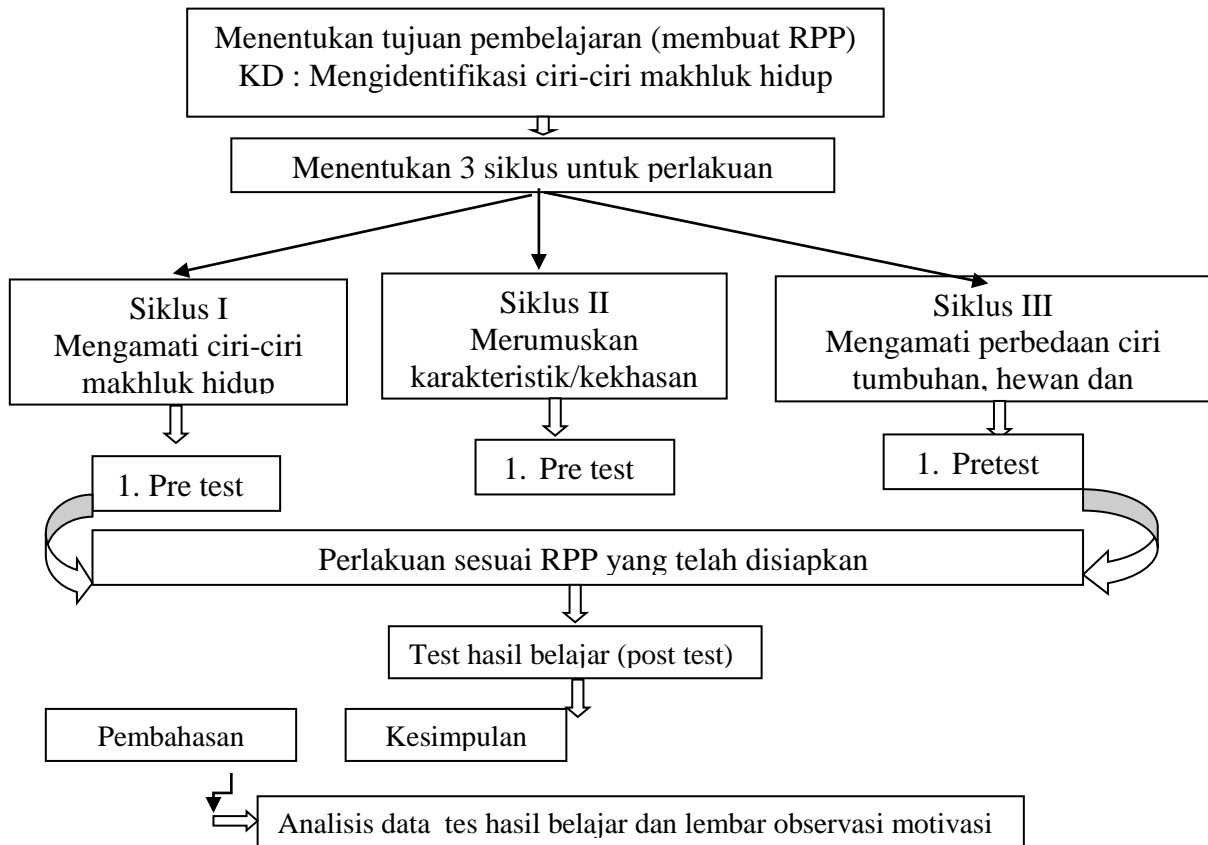 Menentukan tujuan pembelajaran (membuat RPP)
KD : Mengidentifikasi ciri-ciri makhluk hidup
Menentukan 3 siklus untuk perlakuan
Siklus I
Mengamati ciri-ciri
makhluk hidup
Siklus II
Merumuskan
karakteristik/kekhasan
Siklus III
Mengamati perbedaan ciri
tumbuhan, hewan dan
1. Pre test
1. Pre test
1. Pretest
Perlakuan sesuai RPP yang telah disiapkan
Test hasil belajar (post test)
Pembahasan
Kesimpulan
Analisis data tes hasil belajar dan lembar observasi motivasi